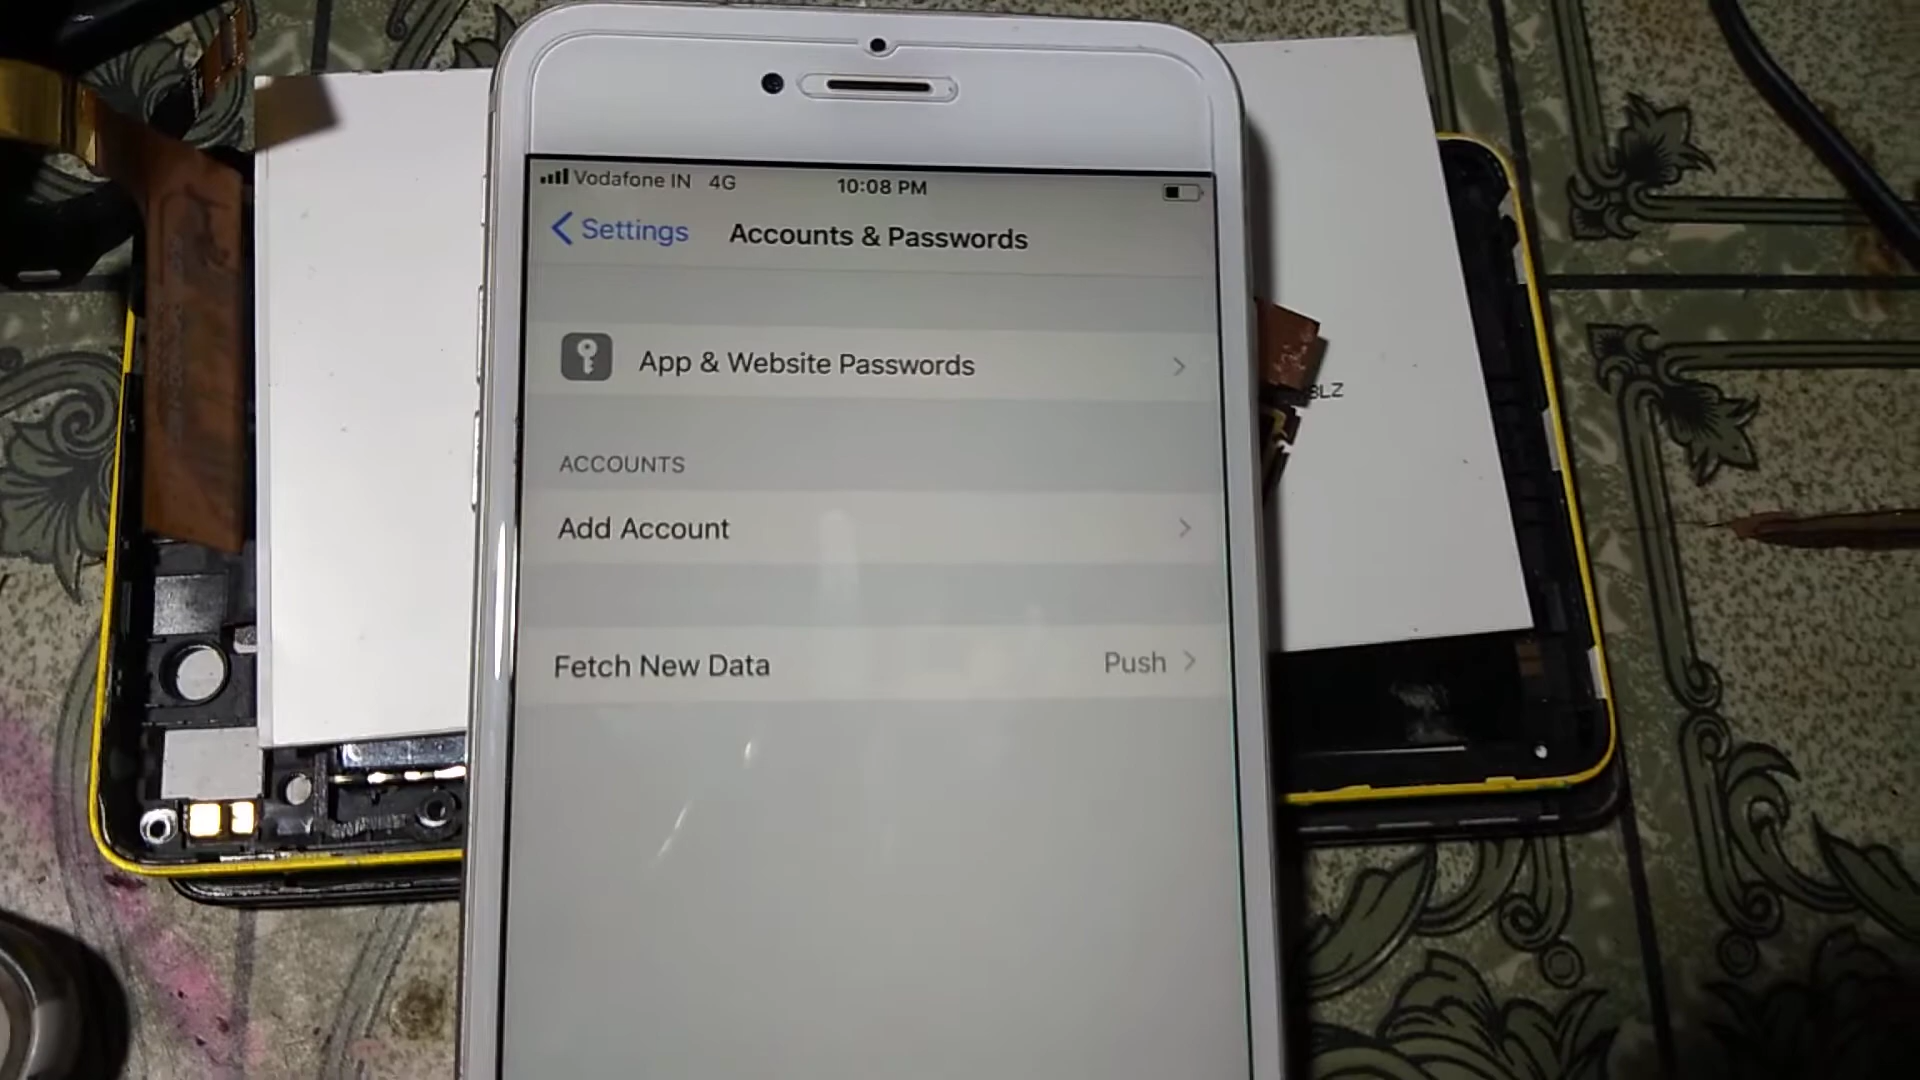 Vodafone IN 4G 10:08 PM
Settings Accounts & Passwords
App & Website Passwords
ACCOUNTS
Add Account
Fetch New Data Push